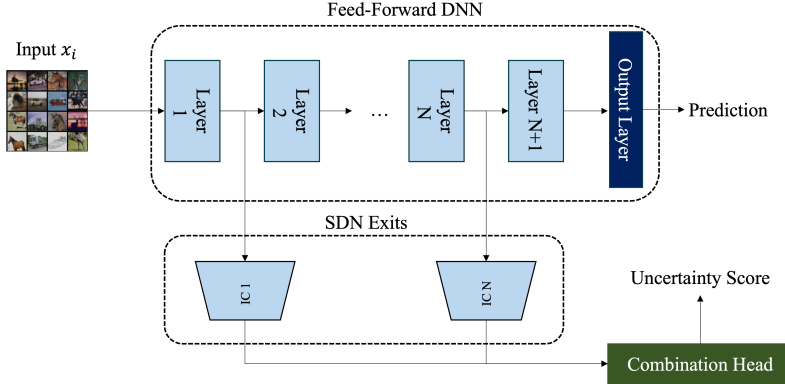 Feed-Forward DNN
Input xᵢ
Layer
1
Layer
2
...
Layer
N
Layer N+1
Output Layer
Prediction
SDN Exits
IC 1
IC N
Uncertainty Score
Combination Head